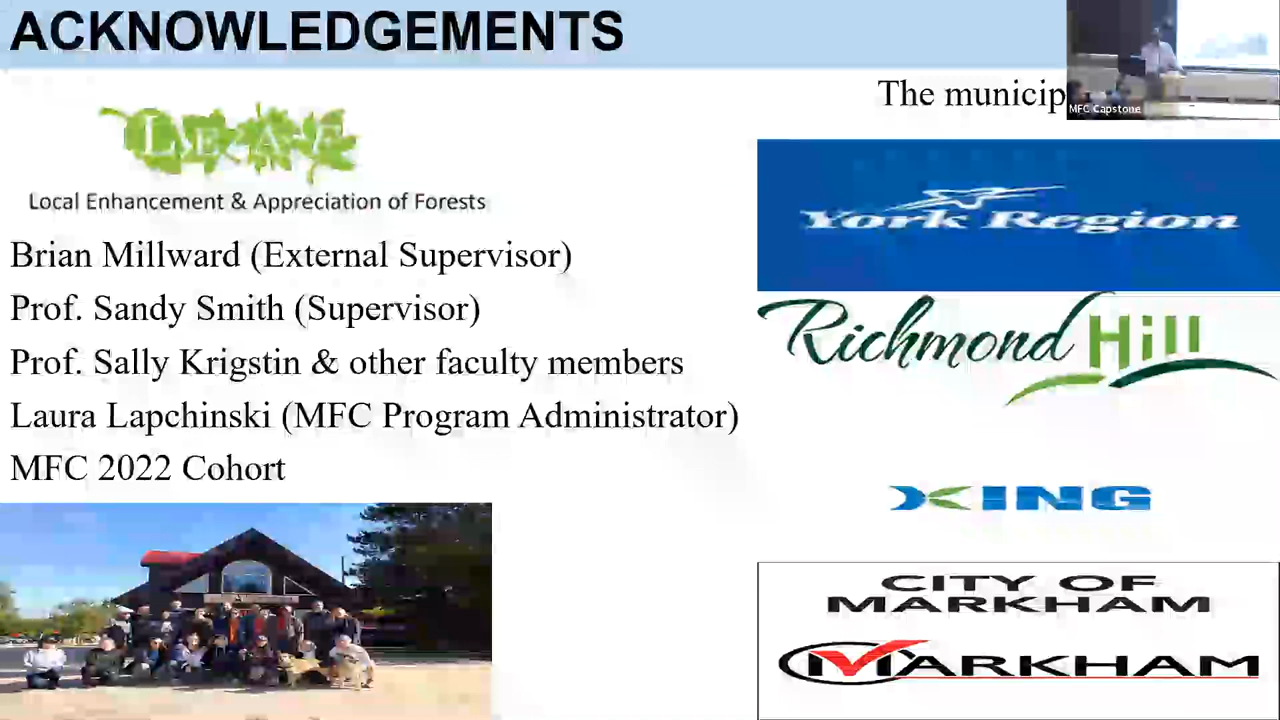 ACKNOWLEDGEMENTS
The municip
MFC Capstone
LEAF
Local Enhancement & Appreciation of Forests
Brian Millward (External Supervisor)
Prof. Sandy Smith (Supervisor)
Prof. Sally Krigstin & other faculty members
Laura Lapchinski (MFC Program Administrator)
MFC 2022 Cohort
York Region
Richmond Hill
KING
CITY OF
MARKHAM
MARKHAM